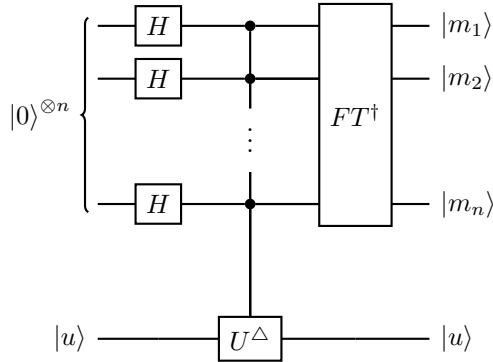 H |m₁⟩
H |m₂⟩
|0⟩^{⊗n} ⋮ FT†
H |mₙ⟩
|u⟩ U^△ |u⟩